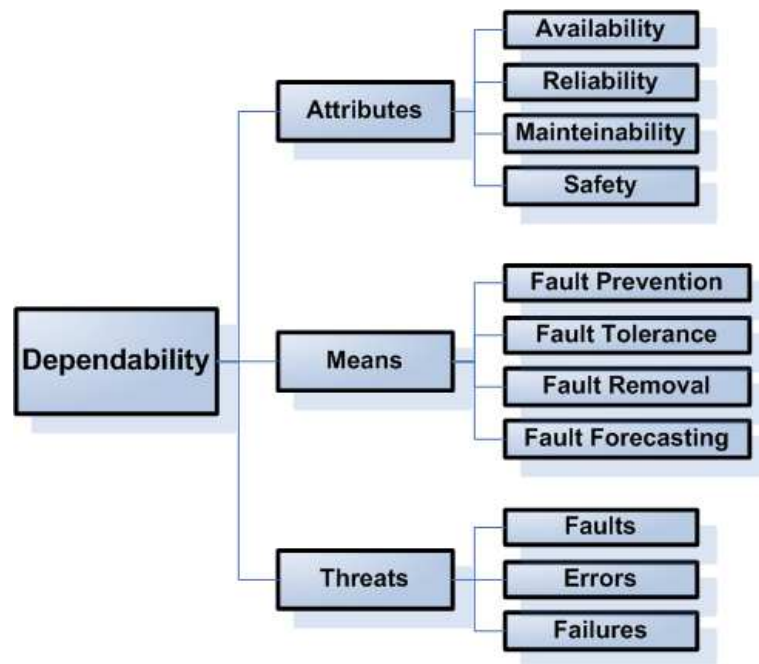 Dependability
Attributes
Availability
Reliability
Mainteinability
Safety
Means
Fault Prevention
Fault Tolerance
Fault Removal
Fault Forecasting
Threats
Faults
Errors
Failures